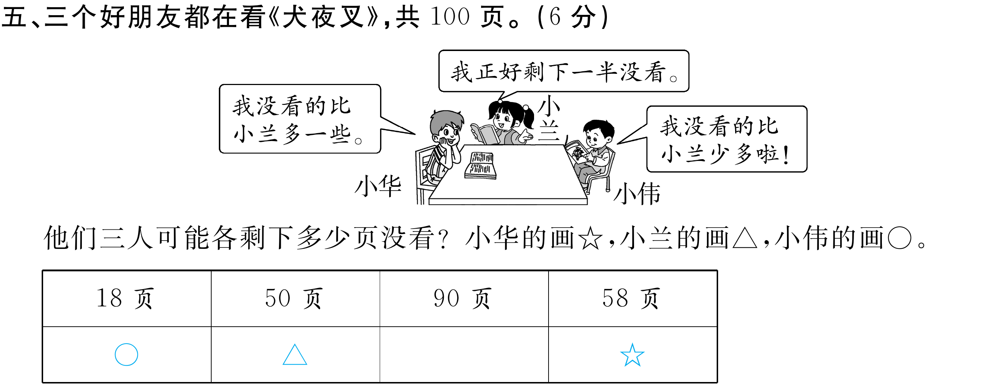 五、三个好朋友都在看《犬夜叉》,共 100 页。(6 分)
我正好剩下一半没看。
我没看的比
小兰多一些。
小兰
我没看的比
小兰少多啦!
小华
小伟
他们三人可能各剩下多少页没看? 小华的画☆,小兰的画△,小伟的画○。
18 页 50 页 90 页 58 页
○ △ ☆